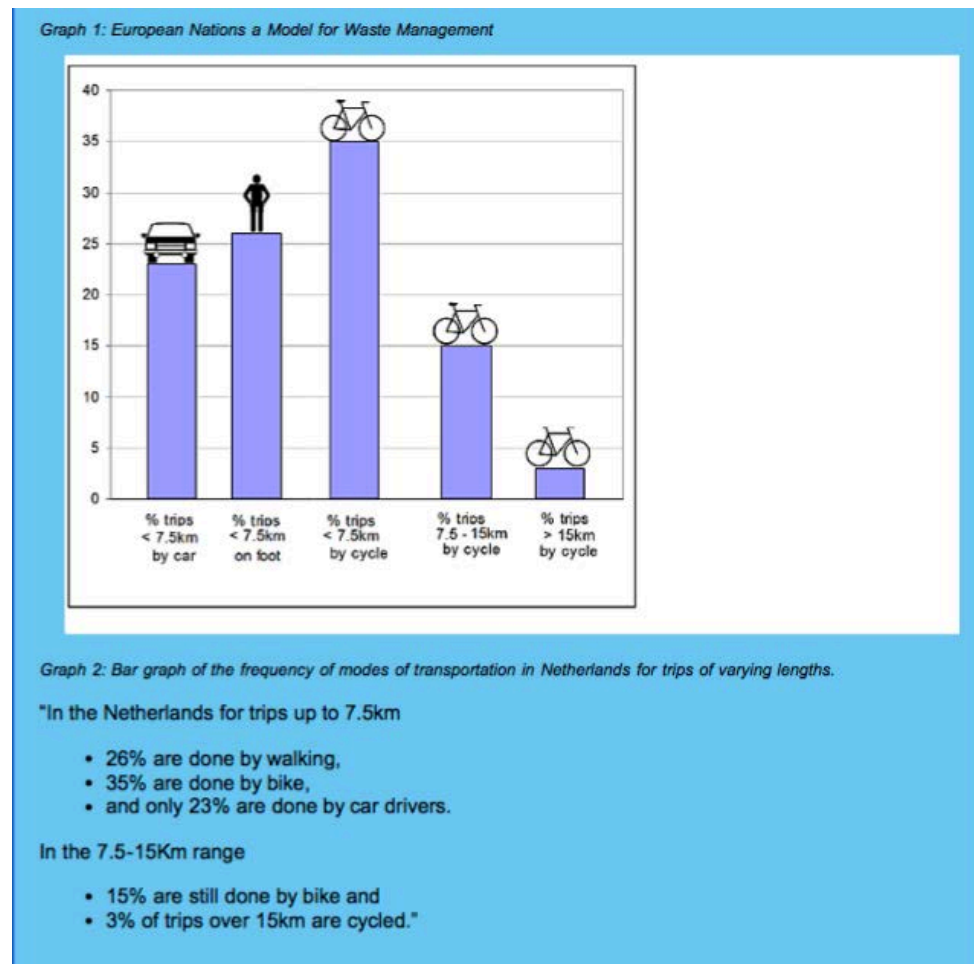 Graph 1: European Nations a Model for Waste Management
40
35
30
25
20
15
10
5
0
% trips
< 7.5km
by car
% trips
< 7.5km
on foot
% trips
< 7.5km
by cycle
% trips
7.5 - 15km
by cycle
% trips
> 15km
by cycle
Graph 2: Bar graph of the frequency of modes of transportation in Netherlands for trips of varying lengths.
"In the Netherlands for trips up to 7.5km
• 26% are done by walking,
• 35% are done by bike,
• and only 23% are done by car drivers.
In the 7.5-15Km range
• 15% are still done by bike and
• 3% of trips over 15km are cycled."